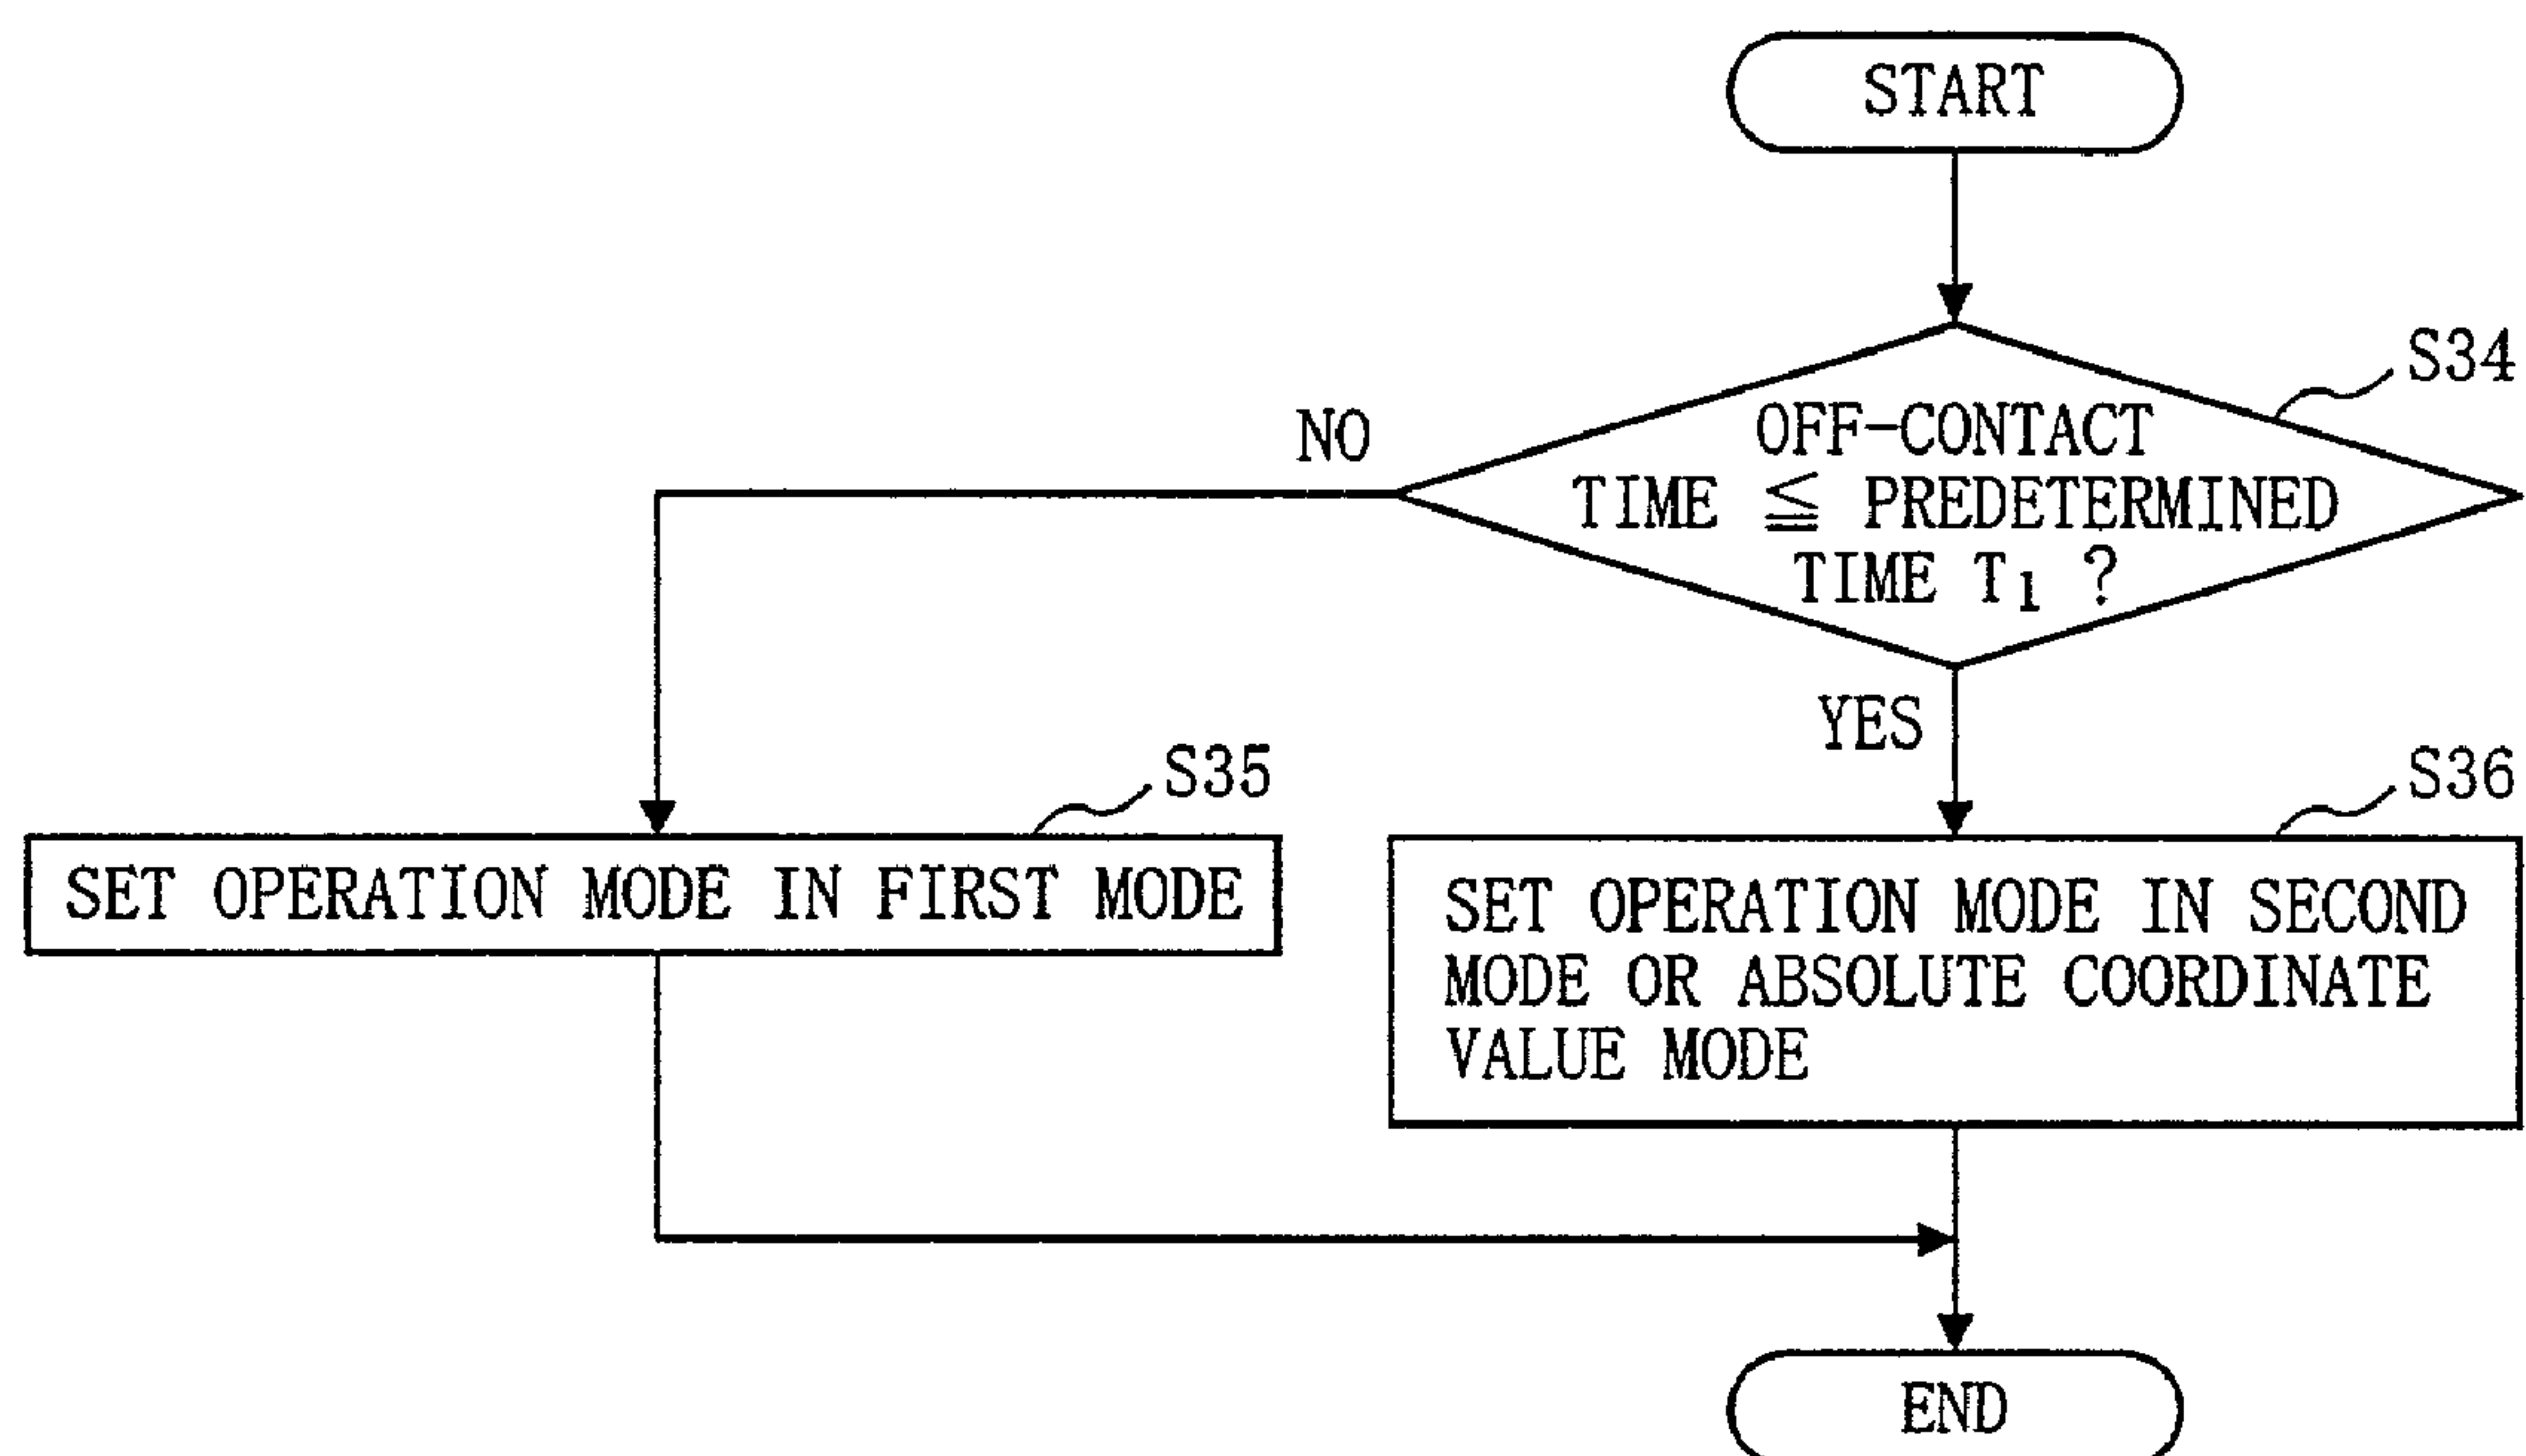 START
S34
NO
OFF-CONTACT
TIME ≦ PREDETERMINED
TIME T₁ ?
YES
S35
S36
SET OPERATION MODE IN FIRST MODE
SET OPERATION MODE IN SECOND
MODE OR ABSOLUTE COORDINATE
VALUE MODE
END